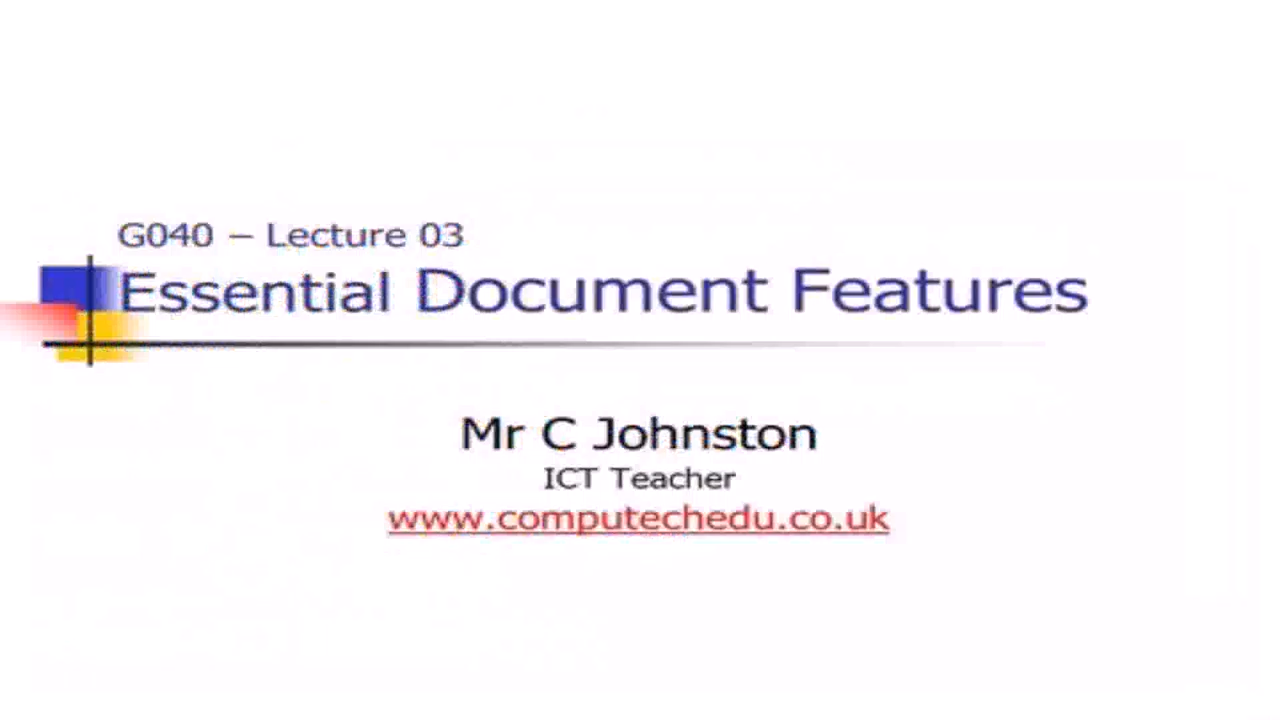 G040 – Lecture 03
Essential Document Features
Mr C Johnston
ICT Teacher
www.computechedu.co.uk